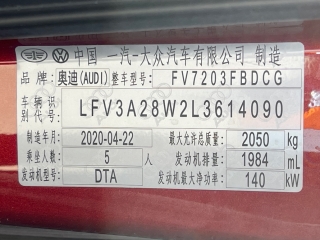 中国 一汽-大众汽车有限公司 制造
品牌 奥迪(AUDI) 整车型号 FV7203FBDCG
车辆识别代号 LFV3A28W2L3614090
制造年月 2020-04-22 最大允许总质量 2050 kg
乘坐人数 5 人 发动机排量 1984 mL
发动机型号 DTA 发动机最大净功率 140 kW